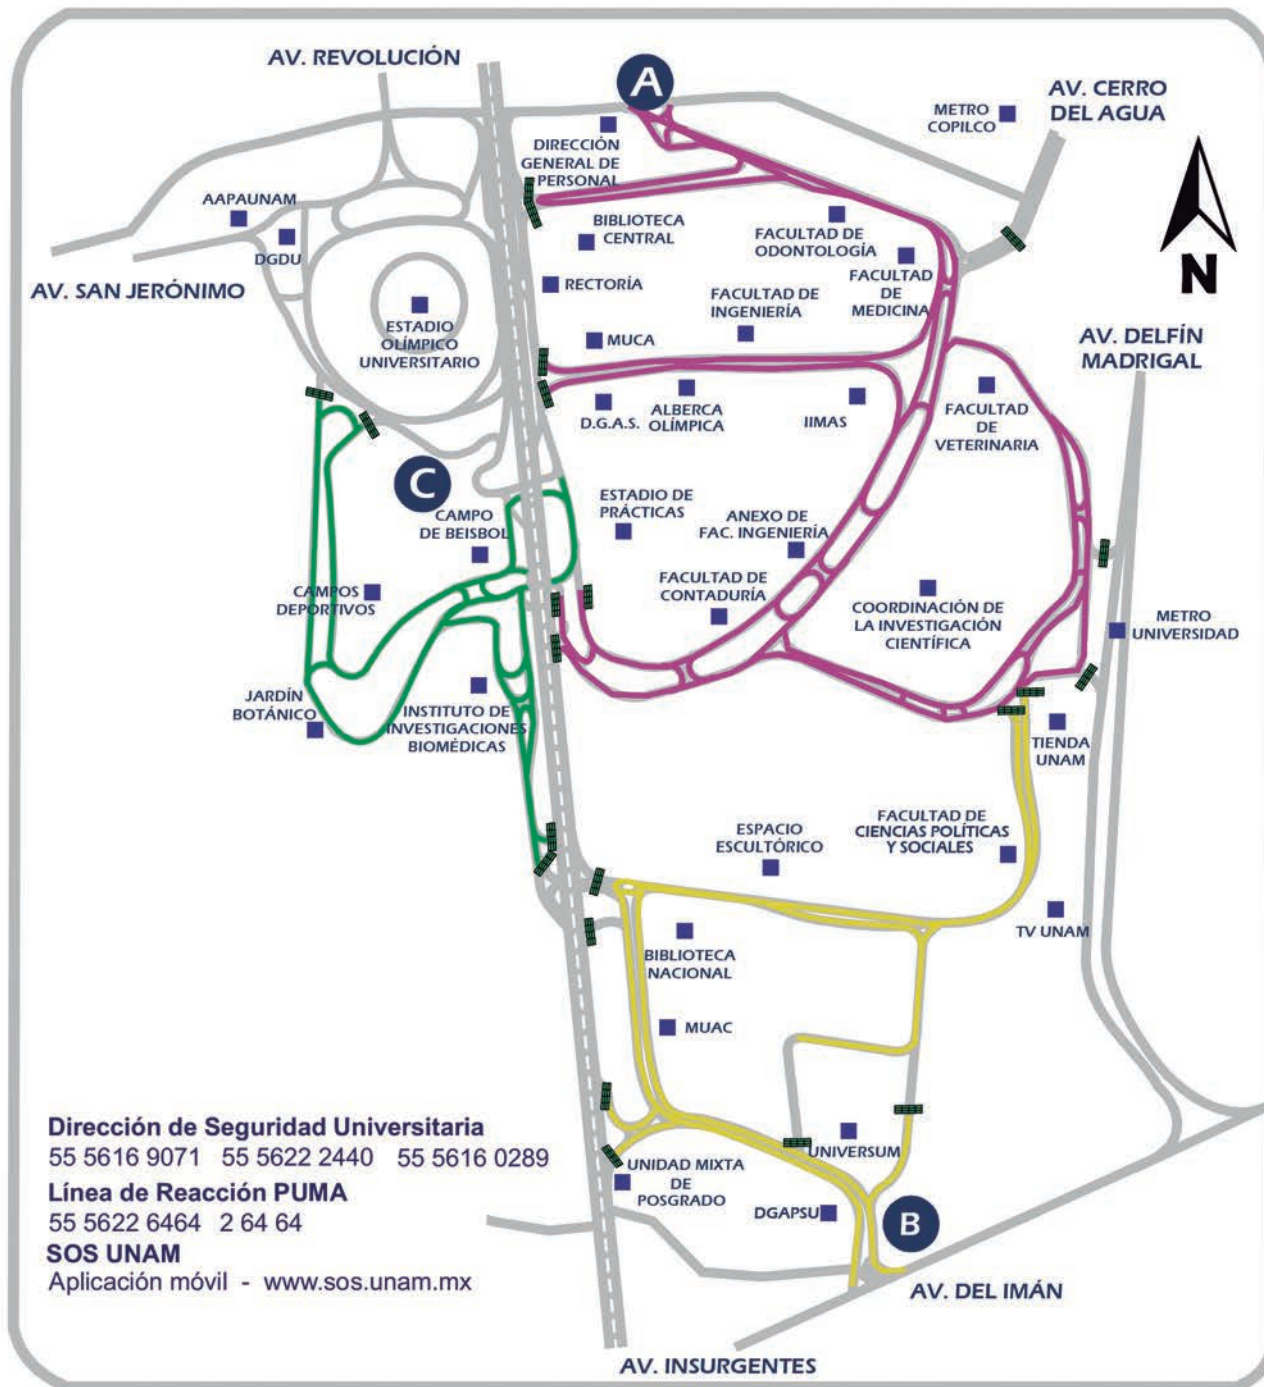 AV. REVOLUCIÓN
A
METRO
COPILCO
AV. CERRO
DEL AGUA
DIRECCIÓN
GENERAL DE
PERSONAL
AAPAUNAM
DGDU
AV. SAN JERÓNIMO
BIBLIOTECA
CENTRAL
FACULTAD DE
ODONTOLOGÍA
N
RECTORÍA
FACULTAD
DE
MEDICINA
ESTADIO
OLÍMPICO
UNIVERSITARIO
FACULTAD DE
INGENIERÍA
MUCA
AV. DELFÍN
MADRIGAL
D.G.A.S.
ALBERCA
OLÍMPICA
IIMAS
FACULTAD
DE
VETERINARIA
C
CAMPO
DE BEISBOL
ESTADIO DE
PRÁCTICAS
ANEXO DE
FAC. INGENIERÍA
CAMPOS
DEPORTIVOS
FACULTAD DE
CONTADURÍA
COORDINACIÓN DE
LA INVESTIGACIÓN
CIENTÍFICA
METRO
UNIVERSIDAD
JARDÍN
BOTÁNICO
INSTITUTO DE
INVESTIGACIONES
BIOMÉDICAS
TIENDA
UNAM
ESPACIO
ESCULTÓRICO
FACULTAD DE
CIENCIAS POLÍTICAS
Y SOCIALES
TV UNAM
BIBLIOTECA
NACIONAL
MUAC
UNIVERSUM
UNIDAD MIXTA
DE
POSGRADO
DGAPSU
B
AV. DEL IMÁN
AV. INSURGENTES
Dirección de Seguridad Universitaria
55 5616 9071 55 5622 2440 55 5616 0289
Línea de Reacción PUMA
55 5622 6464 2 64 64
SOS UNAM
Aplicación móvil - www.sos.unam.mx